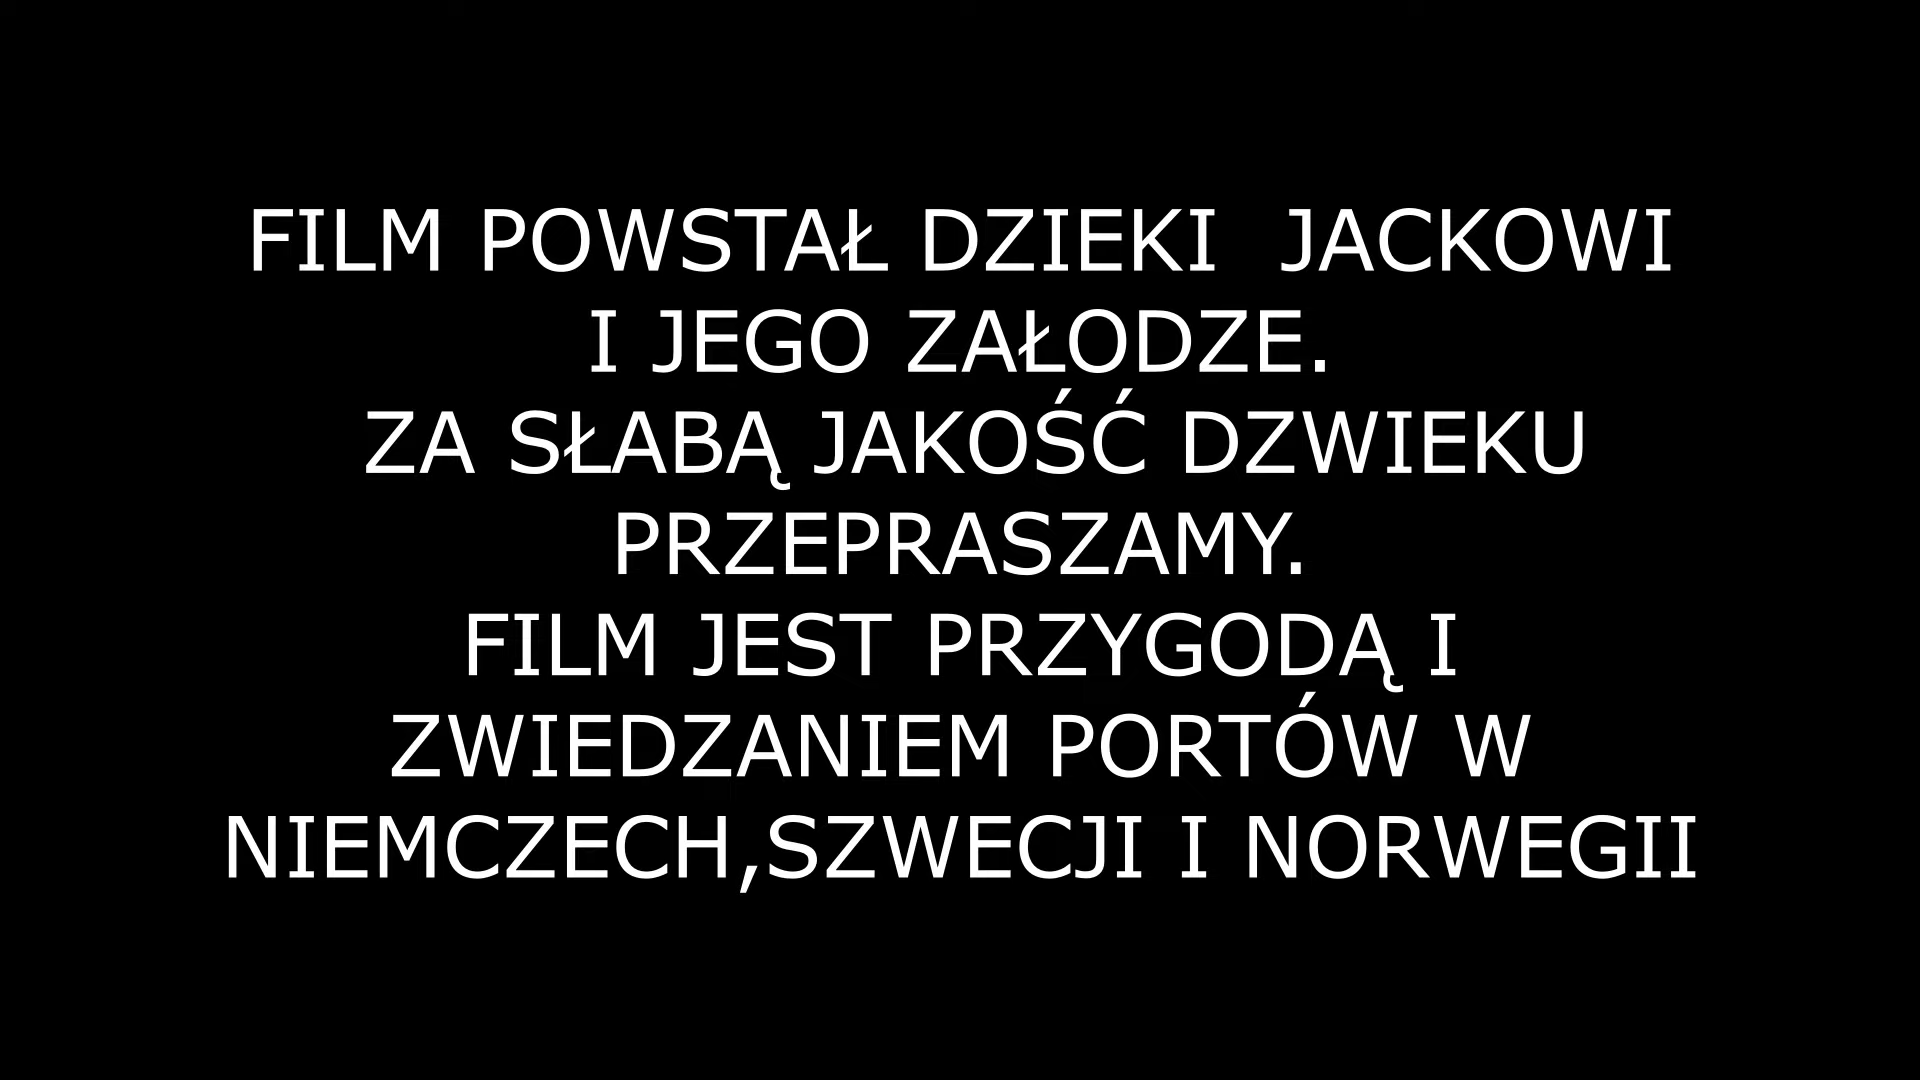 FILM POWSTAŁ DZIEKI  JACKOWI
I JEGO ZAŁODZE.
ZA SŁABĄ JAKOŚĆ DZWIEKU
PRZEPRASZAMY.
FILM JEST PRZYGODĄ I
ZWIEDZANIEM PORTÓW W
NIEMCZECH,SZWECJI I NORWEGII